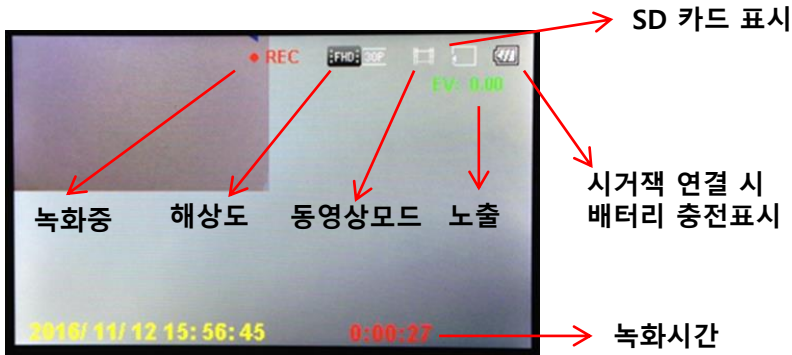 SD 카드 표시
REC FHD 30P
EV: 0.00
시거잭 연결 시
배터리 충전표시
녹화중 해상도 동영상모드 노출
2016/11/12 15:56:45 0:00:27
녹화시간